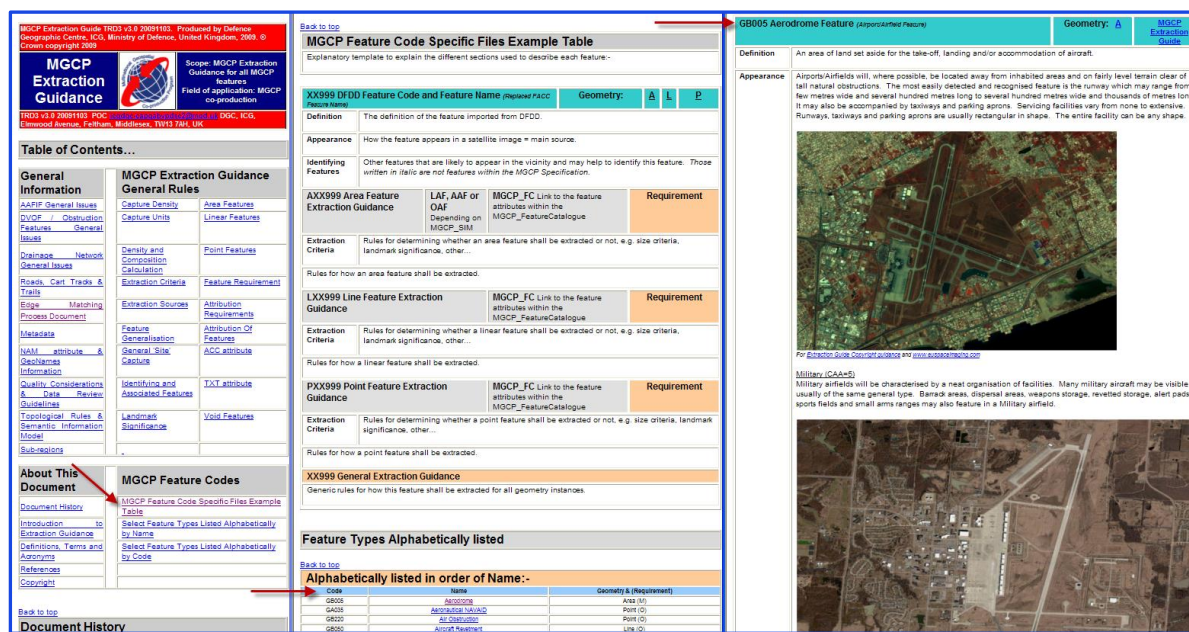 MGCP Extraction Guide TRD3 v3.0 20091103. Produced by Defence
Geographic Centre, ICG, Ministry of Defence, United Kingdom, 2009. ©
Crown copyright 2009
MGCP
Extraction
Guidance
Scope: MGCP Extraction
Guidance for all MGCP
features
Field of application: MGCP
co-production
TRD3 v3.0 20091103 POC DGC, ICG,
Elmwood Avenue, Feltham, Middlesex, TW13 7AH, UK
Table of Contents...
General
Information
MGCP Extraction Guidance
General Rules
AAFIF General Issues
Capture Density
Area Features
DVOF / Obstruction
Features General
Issues
Capture Units
Linear Features
Drainage Network
General Issues
Density and
Composition
Calculation
Point Features
Roads, Cart Tracks &
Trails
Extraction Criteria
Feature Requirement
Edge Matching
Process Document
Extraction Sources
Attribution
Requirements
Metadata
Feature
Generalisation
Attribution Of
Features
NAM attribute &
GeoNames
Information
General 'Site'
Capture
ACC attribute
Quality Considerations
& Data Review
Guidelines
Identifying and
Associated Features
TXT attribute
Topological Rules &
Semantic Information
Model
Landmark
Significance
Void Features
Sub-regions
About This
Document
MGCP Feature Codes
Document History
MGCP Feature Code Specific Files Example
Table
Introduction to
Extraction Guidance
Select Feature Types Listed Alphabetically
by Name
Definitions, Terms and
Acronyms
Select Feature Types Listed Alphabetically
by Code
References
Copyright
Back to top
Document History
Back to top
MGCP Feature Code Specific Files Example Table
Explanatory template to explain the different sections used to describe each feature:-
XX999 DFDD Feature Code and Feature Name (Replaced FACC
Feature Name)
Geometry: A L P
Definition
The definition of the feature imported from DFDD.
Appearance
How the feature appears in a satellite image = main source.
Identifying
Features
Other features that are likely to appear in the vicinity and may help to identify this feature. Those
written in italic are not features within the MGCP Specification.
AXX999 Area Feature
Extraction Guidance
LAF, AAF or
OAF
Depending on
MGCP_SIM
MGCP_FC Link to the feature
attributes within the
MGCP_FeatureCatalogue
Requirement
Extraction
Criteria
Rules for determining whether an area feature shall be extracted or not, e.g. size criteria,
landmark significance, other...
Rules for how an area feature shall be extracted.
LXX999 Line Feature Extraction
Guidance
MGCP_FC Link to the feature
attributes within the
MGCP_FeatureCatalogue
Requirement
Extraction
Criteria
Rules for determining whether a linear feature shall be extracted or not, e.g. size criteria,
landmark significance, other...
Rules for how a linear feature shall be extracted.
PXX999 Point Feature Extraction
Guidance
MGCP_FC Link to the feature
attributes within the
MGCP_FeatureCatalogue
Requirement
Extraction
Criteria
Rules for determining whether a point feature shall be extracted or not, e.g. size criteria, landmark
significance, other...
Rules for how a point feature shall be extracted.
XX999 General Extraction Guidance
Generic rules for how this feature shall be extracted for all geometry instances.
Feature Types Alphabetically listed
Back to top
Alphabetically listed in order of Name:-
Code Name Geometry & (Requirement)
GB005 Aerodrome Area (M)
GA035 Aeronautical NAVAID Point (O)
GB220 Air Obstruction Point (O)
GB050 Aircraft Revetment Line (O)
GB005 Aerodrome Feature (Airport/Airfield Feature)
Geometry: A
MGCP
Extraction
Guide
Definition
An area of land set aside for the take-off, landing and/or accommodation of aircraft.
Appearance
Airports/Airfields will, where possible, be located away from inhabited areas and on fairly level terrain clear of
tall natural obstructions. The most easily detected and recognised feature is the runway which may range from
few metres wide and several hundred metres long to several hundred metres wide and thousands of metres lon
It may also be accompanied by taxiways and parking aprons. Servicing facilities vary from none to extensive.
Runways, taxiways and parking aprons are usually rectangular in shape. The entire facility can be any shape.
For Extraction Guide Copyright guidance and www.euspaceimaging.com
Military (CAA=5)
Military airfields will be characterised by a neat organisation of facilities. Many military aircraft may be visible
usually of the same general type. Barrack areas, dispersal areas, weapons storage, revetted storage, alert pads
sports fields and small arms ranges may also feature in a Military airfield.